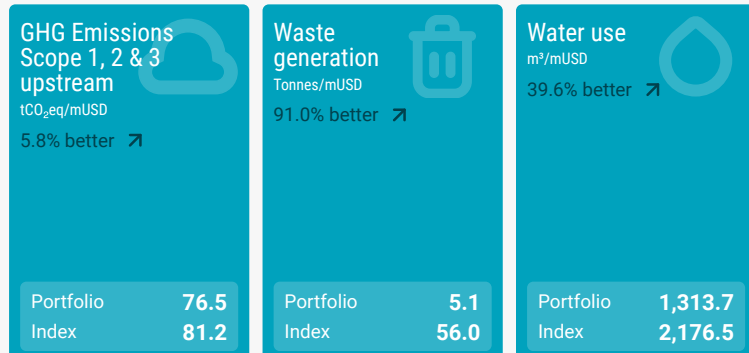 GHG Emissions
Scope 1, 2 & 3
upstream
tCO₂eq/mUSD
5.8% better
Portfolio 76.5
Index 81.2
Waste
generation
Tonnes/mUSD
91.0% better
Portfolio 5.1
Index 56.0
Water use
m³/mUSD
39.6% better
Portfolio 1,313.7
Index 2,176.5